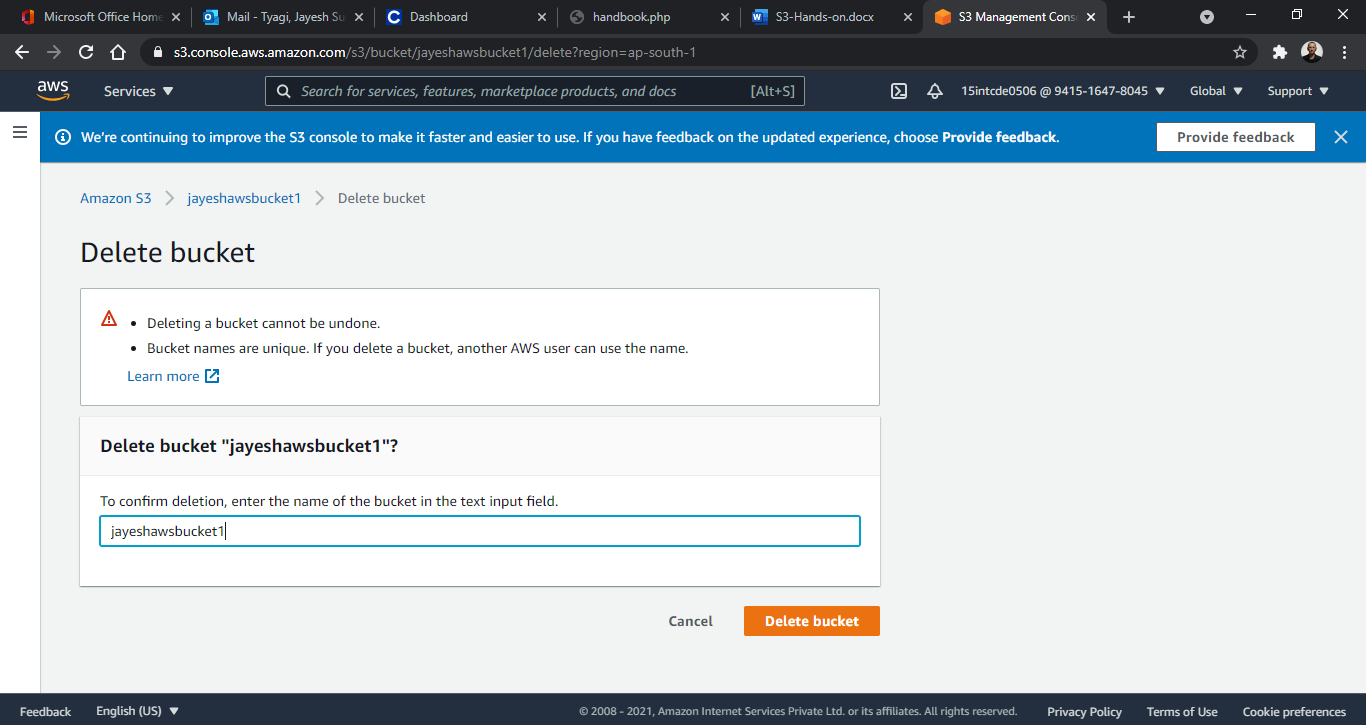 Microsoft Office Home
Mail - Tyagi, Jayesh Su
Dashboard
handbook.php
S3-Hands-on.docx
S3 Management Cons
s3.console.aws.amazon.com/s3/bucket/jayeshawsbucket1/delete?region=ap-south-1
aws
Services
Search for services, features, marketplace products, and docs
[Alt+S]
15intcde0506 @ 9415-1647-8045
Global
Support
We're continuing to improve the S3 console to make it faster and easier to use. If you have feedback on the updated experience, choose Provide feedback.
Provide feedback
Amazon S3
jayeshawsbucket1
Delete bucket
Delete bucket
Deleting a bucket cannot be undone.
Bucket names are unique. If you delete a bucket, another AWS user can use the name.
Learn more
Delete bucket "jayeshawsbucket1"?
To confirm deletion, enter the name of the bucket in the text input field.
jayeshawsbucket1
Cancel
Delete bucket
Feedback
English (US)
© 2008 - 2021, Amazon Internet Services Private Ltd. or its affiliates. All rights reserved.
Privacy Policy
Terms of Use
Cookie preferences